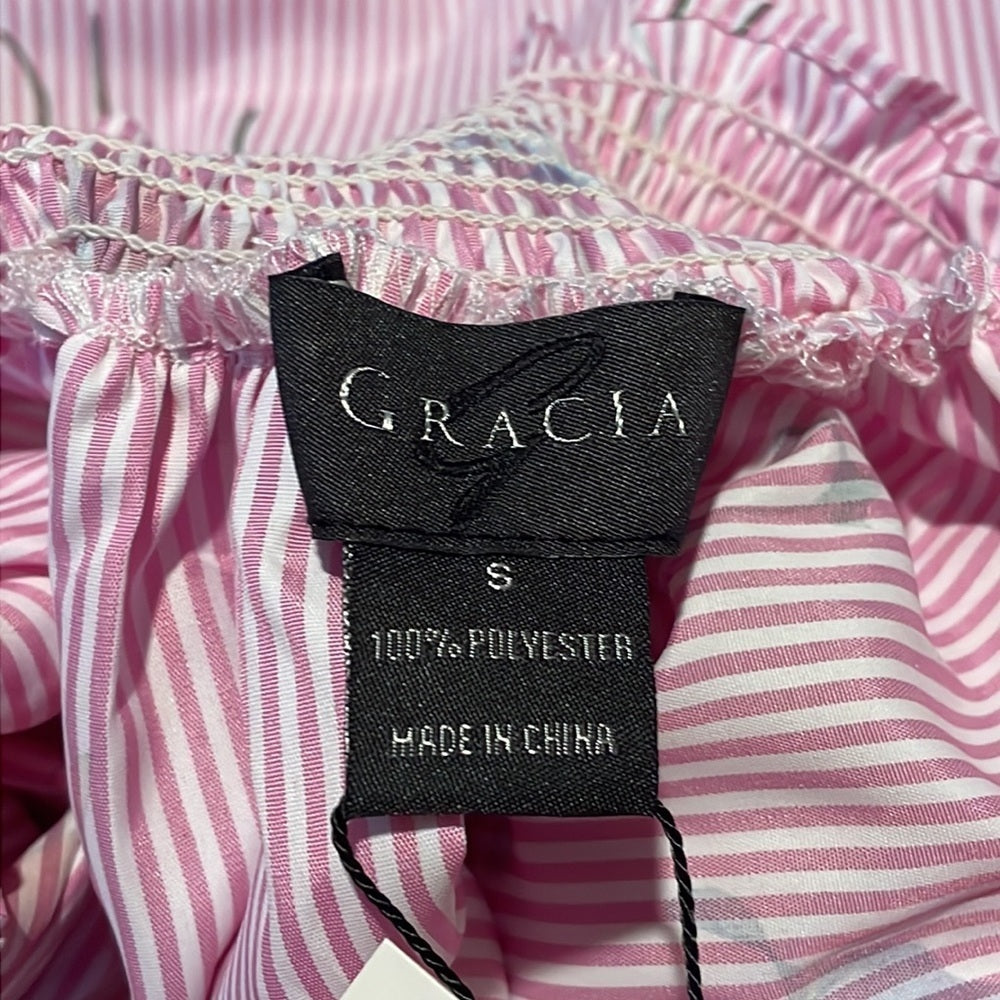 GRACIA
S
100% POLYESTER
MADE IN CHINA